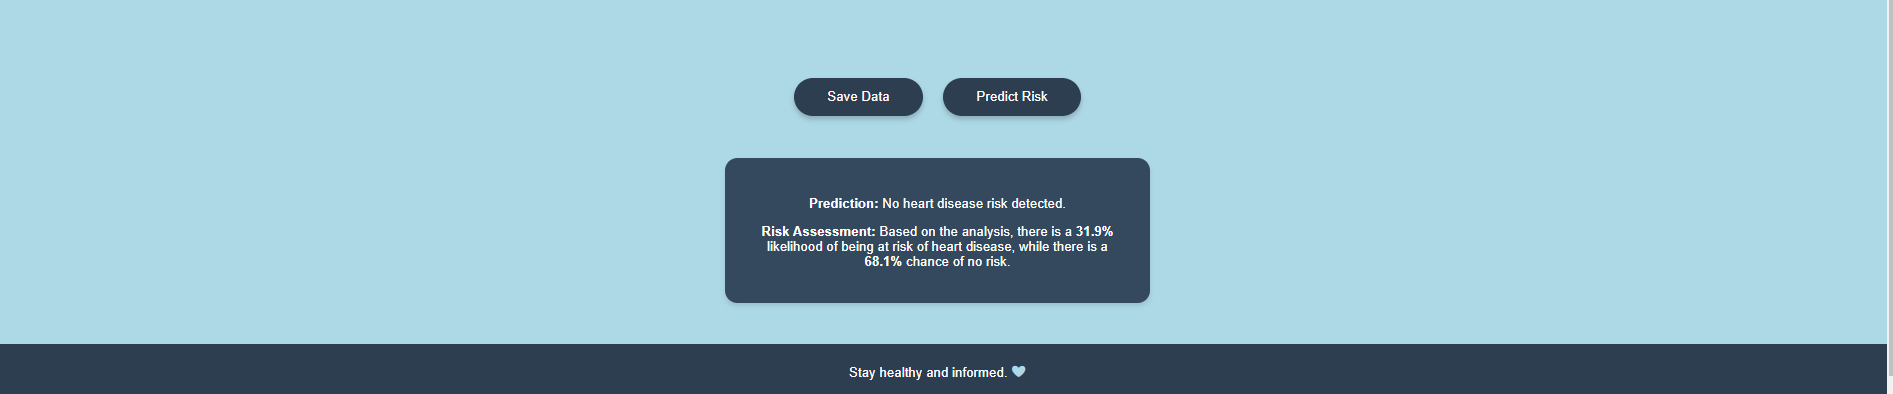 Save Data
Predict Risk
Prediction: No heart disease risk detected.
Risk Assessment: Based on the analysis, there is a 31.9%
likelihood of being at risk of heart disease, while there is a
68.1% chance of no risk.
Stay healthy and informed. 🩵